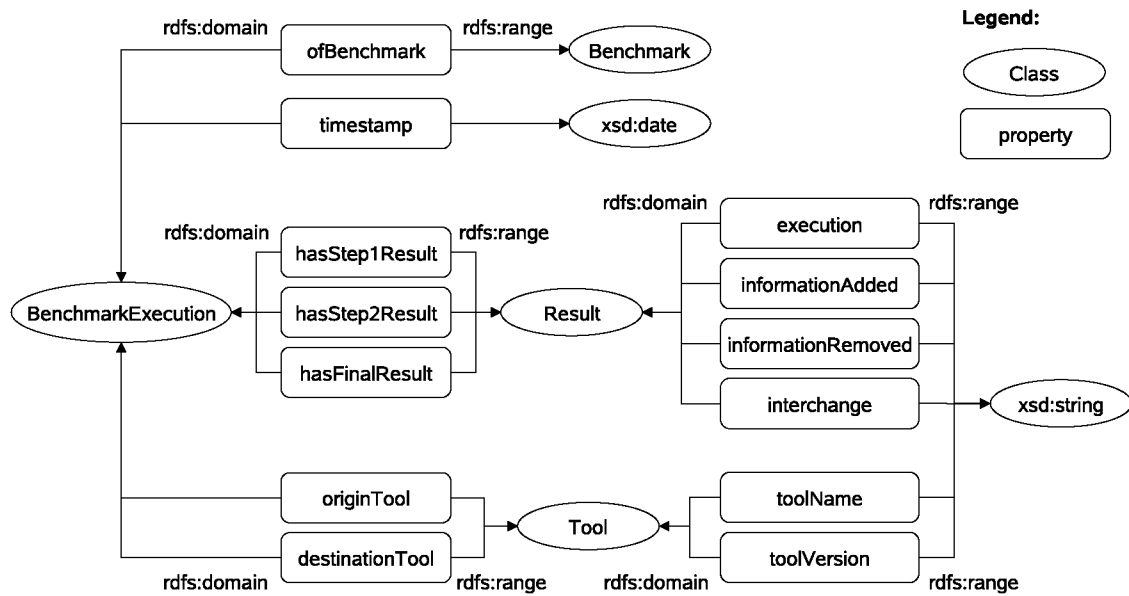 rdfs:domain
ofBenchmark
rdfs:range
Benchmark
timestamp
xsd:date
Legend:
Class
property
rdfs:domain
hasStep1Result
rdfs:range
hasStep2Result
hasFinalResult
BenchmarkExecution
Result
rdfs:domain
execution
rdfs:range
informationAdded
informationRemoved
interchange
xsd:string
originTool
destinationTool
rdfs:domain
rdfs:range
Tool
toolName
toolVersion
rdfs:domain
rdfs:range